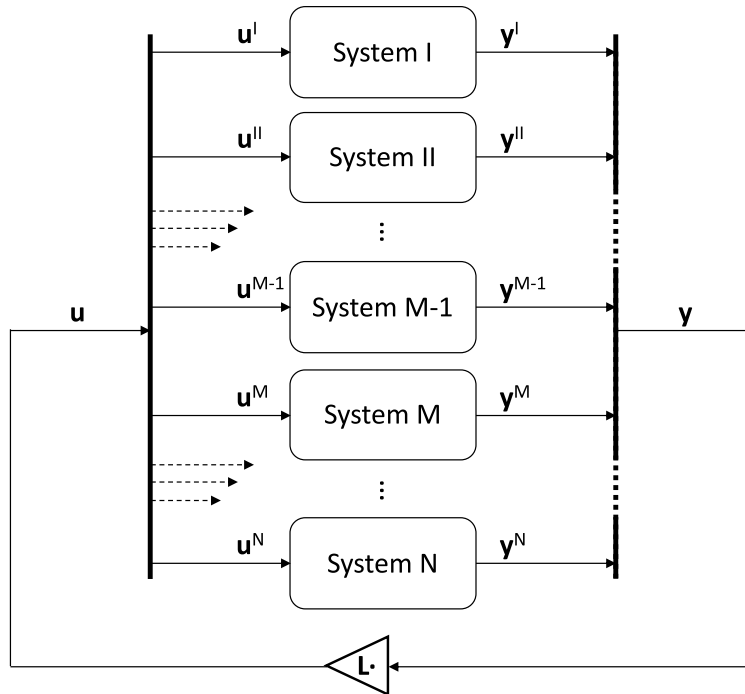 u^I System I y^I
u^II System II y^II
⋮
u^M-1 System M-1 y^M-1
u y
u^M System M y^M
⋮
u^N System N y^N
L·